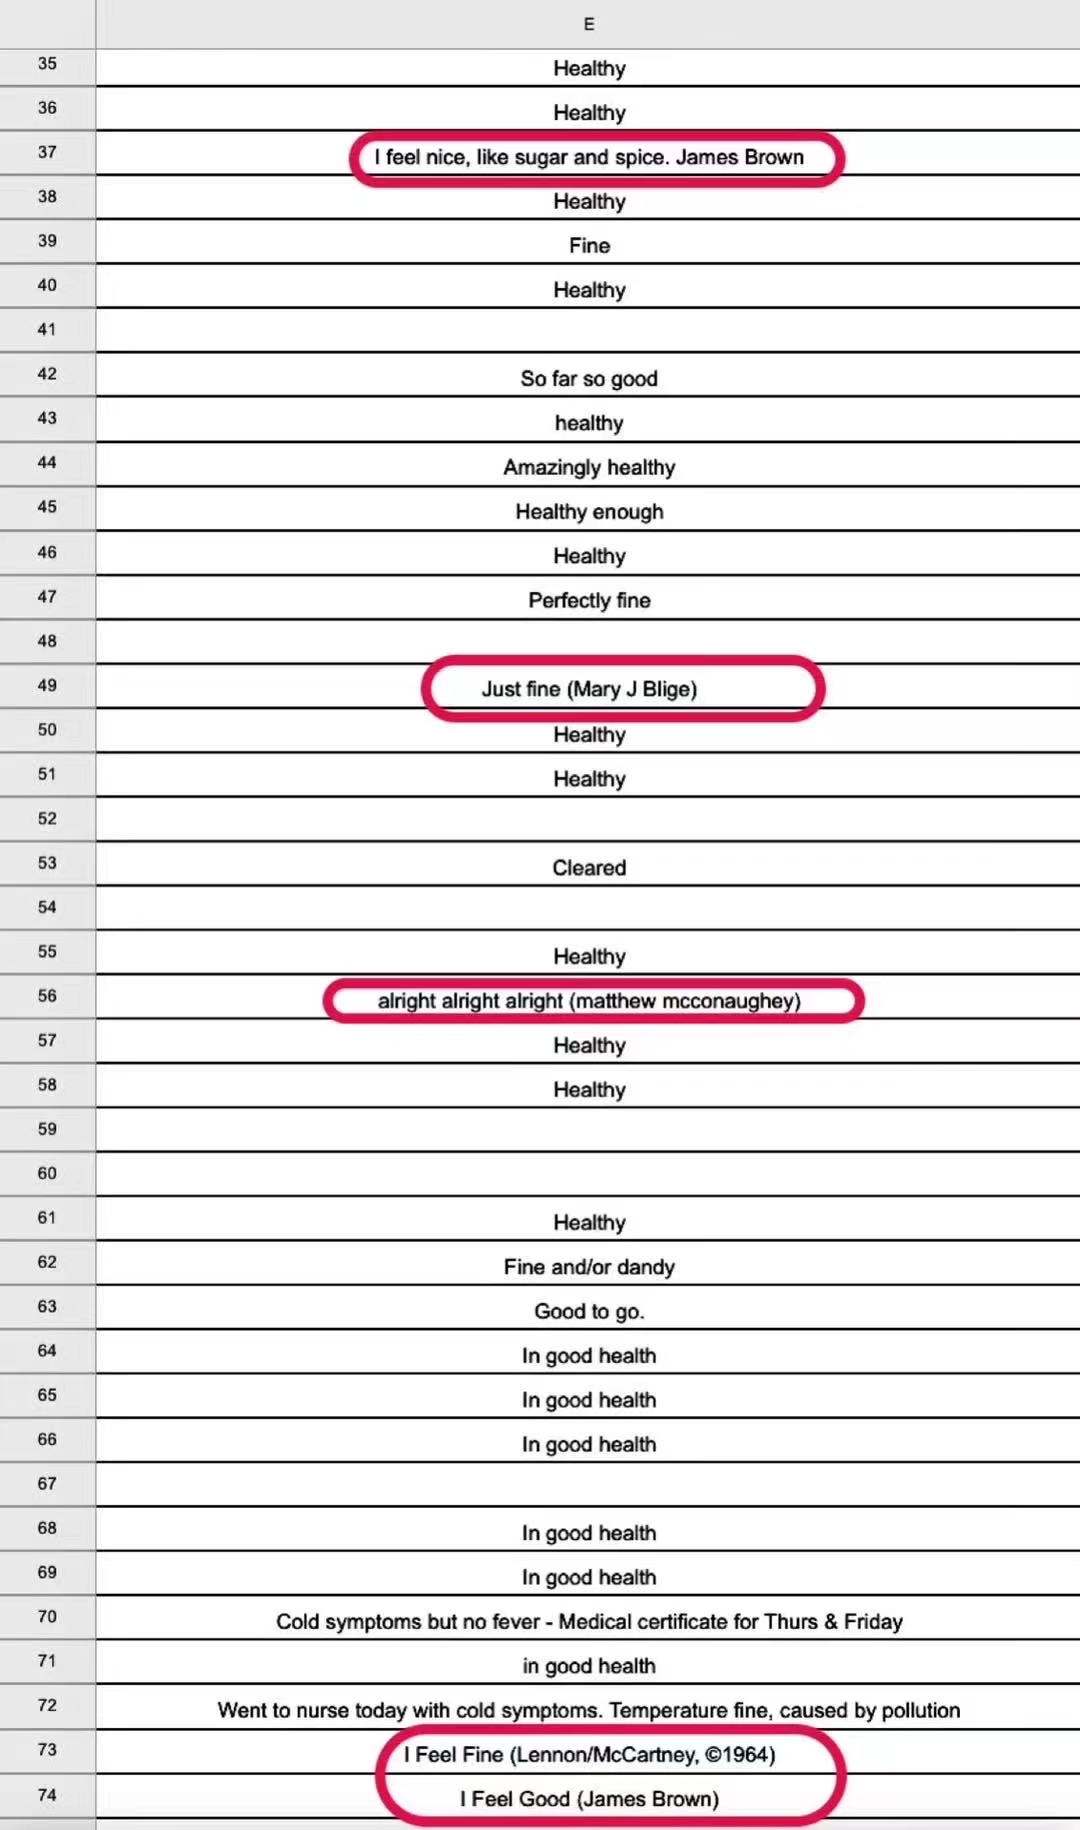 E
35 Healthy
36 Healthy
37 I feel nice, like sugar and spice. James Brown
38 Healthy
39 Fine
40 Healthy
41
42 So far so good
43 healthy
44 Amazingly healthy
45 Healthy enough
46 Healthy
47 Perfectly fine
48
49 Just fine (Mary J Blige)
50 Healthy
51 Healthy
52
53 Cleared
54
55 Healthy
56 alright alright alright (matthew mcconaughey)
57 Healthy
58 Healthy
59
60
61 Healthy
62 Fine and/or dandy
63 Good to go.
64 In good health
65 In good health
66 In good health
67
68 In good health
69 In good health
70 Cold symptoms but no fever - Medical certificate for Thurs & Friday
71 in good health
72 Went to nurse today with cold symptoms. Temperature fine, caused by pollution
73 I Feel Fine (Lennon/McCartney, ©1964)
74 I Feel Good (James Brown)